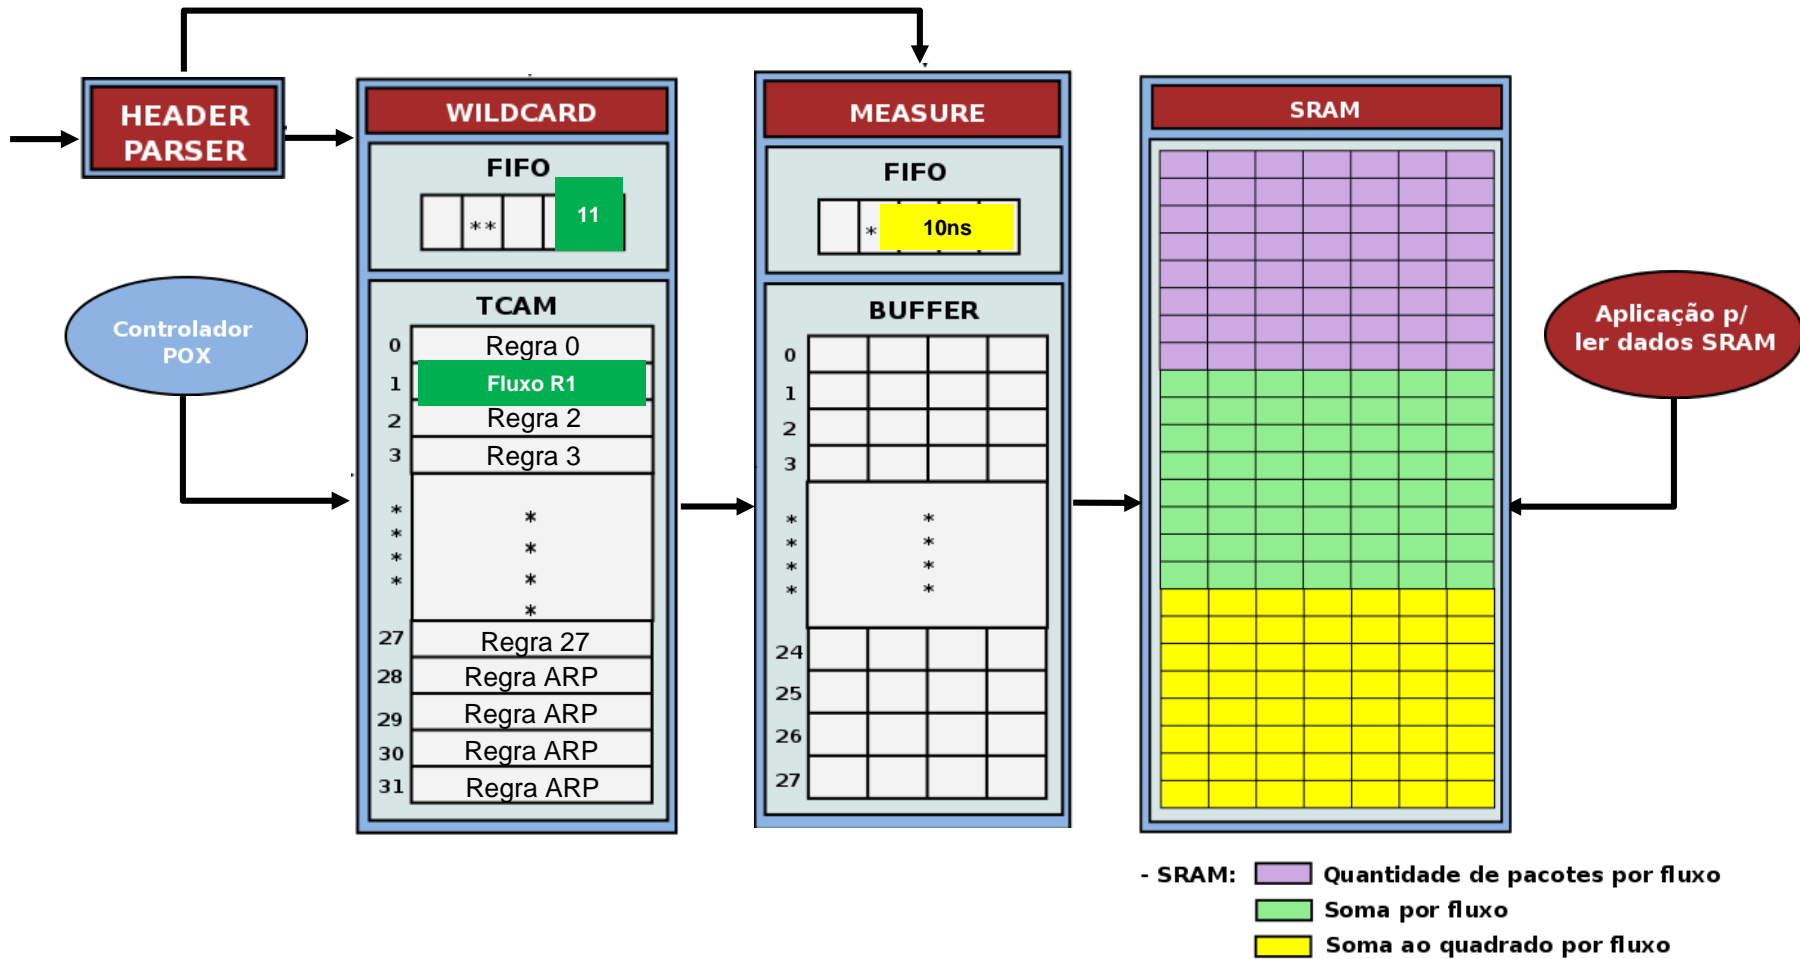 HEADER
PARSER
WILDCARD
FIFO
**
11
TCAM
0 Regra 0
1 Fluxo R1
2 Regra 2
3 Regra 3
* *
* *
* *
* *
27 Regra 27
28 Regra ARP
29 Regra ARP
30 Regra ARP
31 Regra ARP
Controlador
POX
MEASURE
FIFO
* 10ns
BUFFER
0
1
2
3
* *
* *
* *
* *
24
25
26
27
SRAM
Aplicação p/
ler dados SRAM
- SRAM: Quantidade de pacotes por fluxo
Soma por fluxo
Soma ao quadrado por fluxo